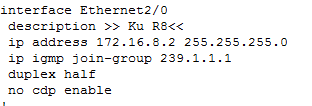 interface Ethernet2/0
 description >> Ku R8<<
 ip address 172.16.8.2 255.255.255.0
 ip igmp join-group 239.1.1.1
 duplex half
 no cdp enable